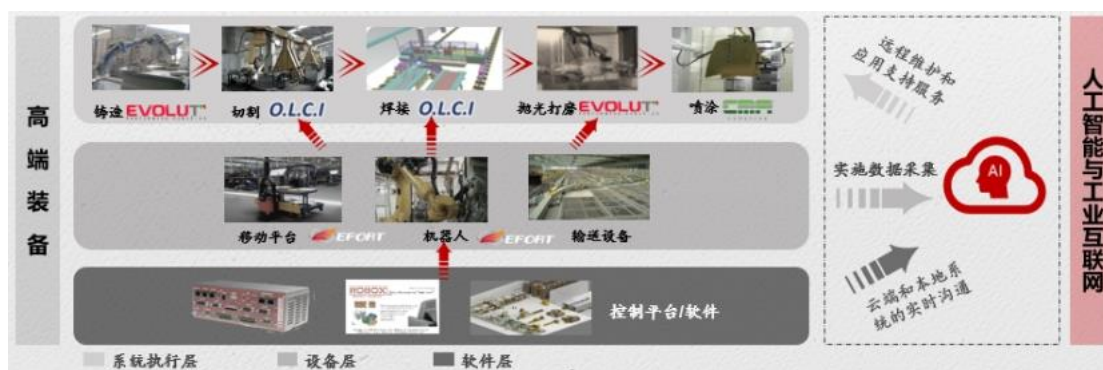 高端装备
铸造 EVOLUT
切割 O.L.C.I
焊接 O.L.C.I
抛光打磨 EVOLUT
喷涂 CMA
移动平台 EFORT
机器人 EFORT
输送设备
ROBOX
控制平台/软件
系统执行层
设备层
软件层
远程维护和
应用支持服务
实施数据采集
AI
云端和本地系
统的实时沟通
人工智能与工业互联网